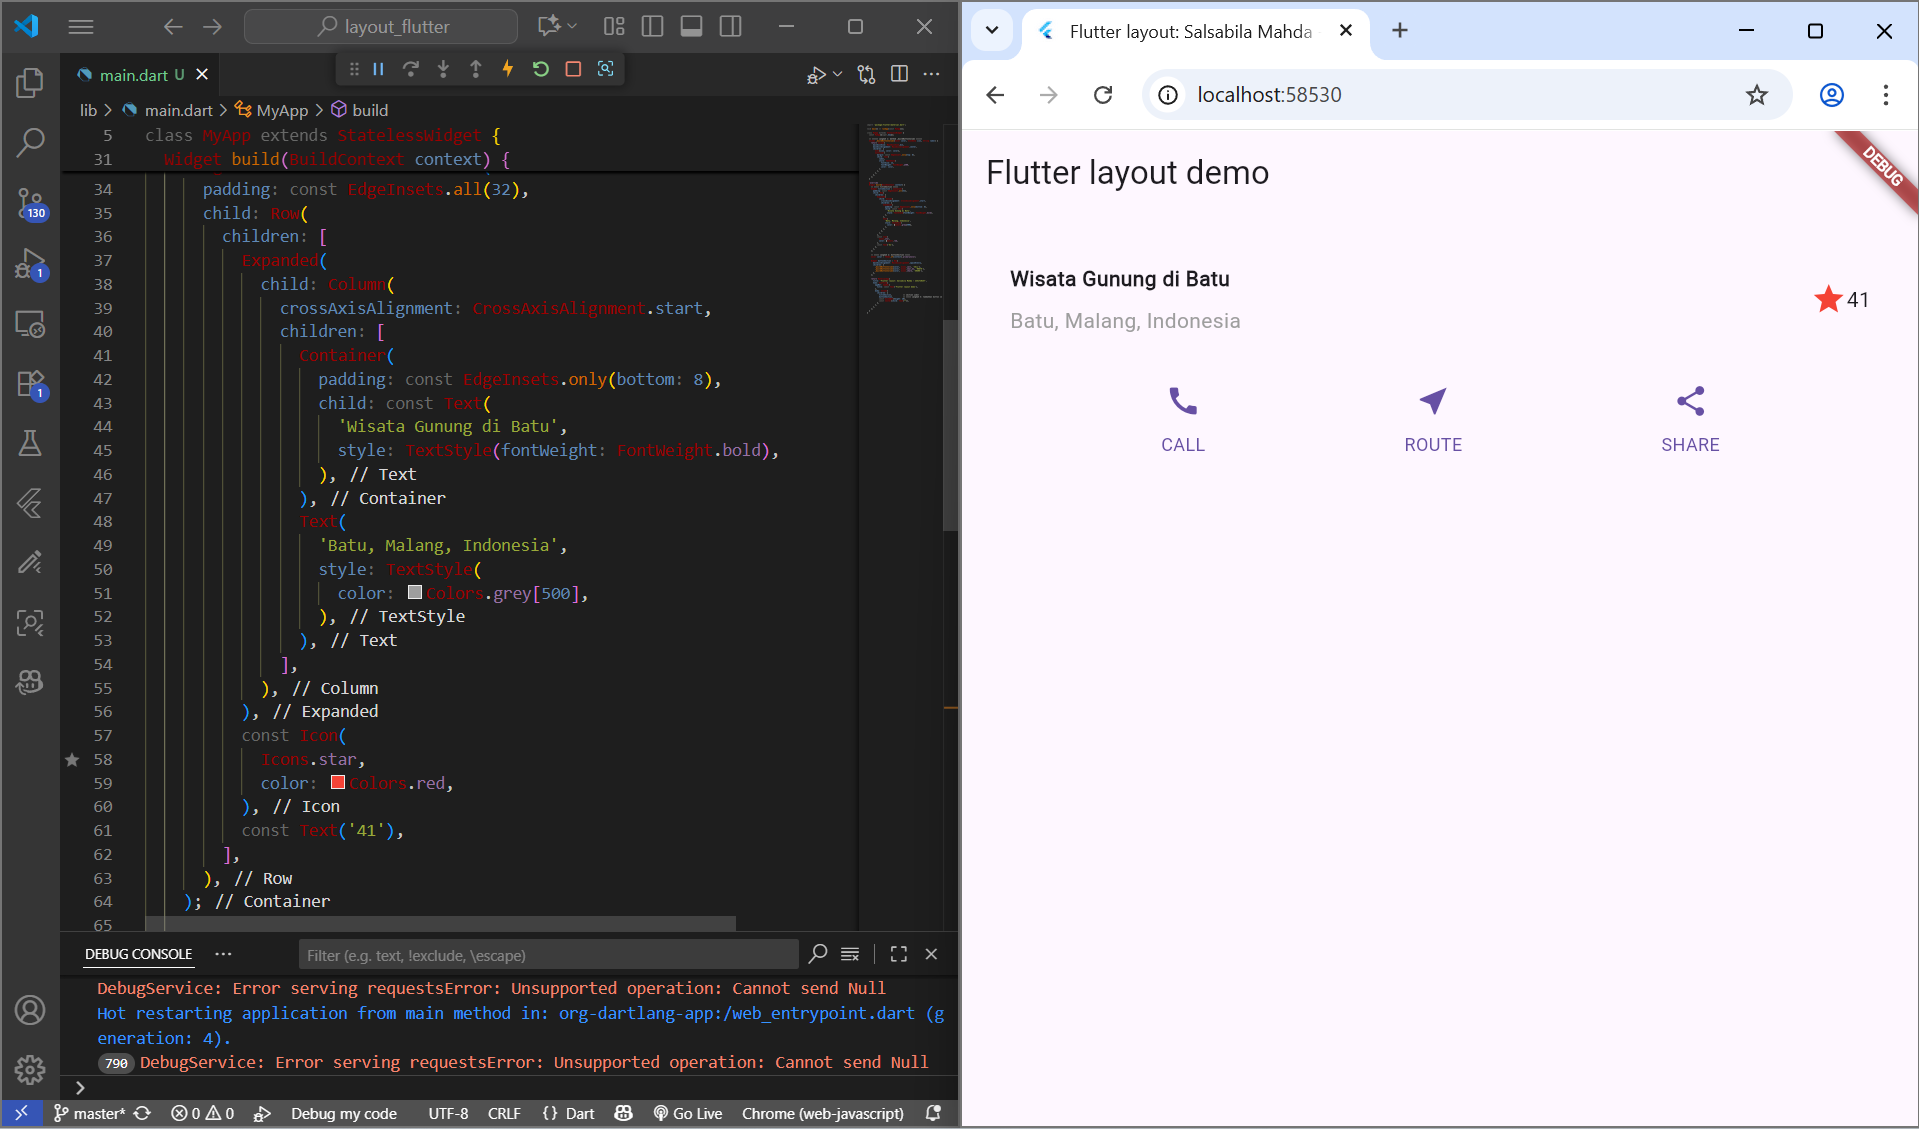 layout_flutter
main.dart U
lib > main.dart > MyApp > build
5 class MyApp extends StatelessWidget {
31 Widget build(BuildContext context) {
34 padding: const EdgeInsets.all(32),
35 child: Row(
36 children: [
37 Expanded(
38 child: Column(
39 crossAxisAlignment: CrossAxisAlignment.start,
40 children: [
41 Container(
42 padding: const EdgeInsets.only(bottom: 8),
43 child: const Text(
44 'Wisata Gunung di Batu',
45 style: TextStyle(fontWeight: FontWeight.bold),
46 ), // Text
47 ), // Container
48 Text(
49 'Batu, Malang, Indonesia',
50 style: TextStyle(
51 color: Colors.grey[500],
52 ), // TextStyle
53 ), // Text
54 ],
55 ), // Column
56 ), // Expanded
57 const Icon(
58 Icons.star,
59 color: Colors.red,
60 ), // Icon
61 const Text('41'),
62 ],
63 ), // Row
64 ); // Container
65
130
1
1
DEBUG CONSOLE
Filter (e.g. text, !exclude, \escape)
DebugService: Error serving requestsError: Unsupported operation: Cannot send Null
Hot restarting application from main method in: org-dartlang-app:/web_entrypoint.dart (g
eneration: 4).
790 DebugService: Error serving requestsError: Unsupported operation: Cannot send Null
>
master* 0 0 Debug my code UTF-8 CRLF {} Dart Go Live Chrome (web-javascript)
Flutter layout: Salsabila Mahda
localhost:58530
Flutter layout demo
DEBUG
Wisata Gunung di Batu
Batu, Malang, Indonesia
41
CALL ROUTE SHARE